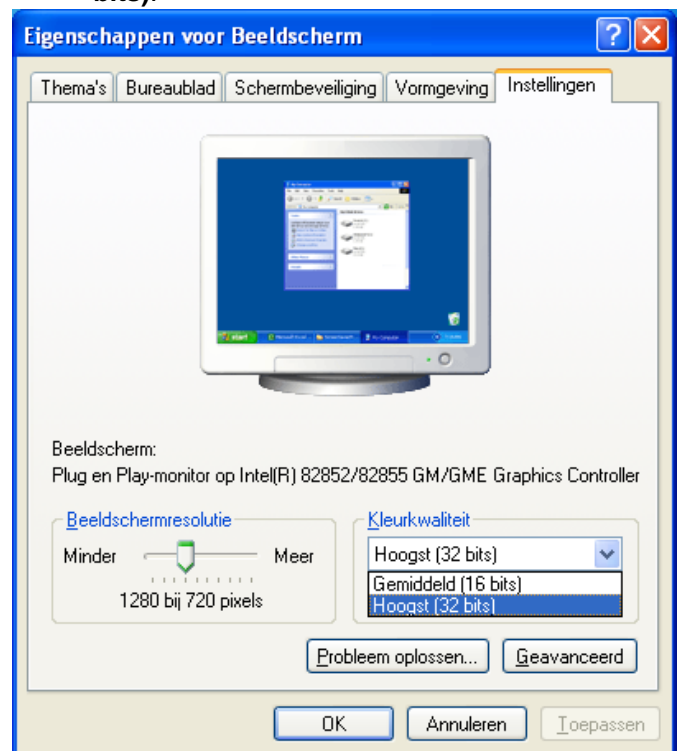 bits).
Eigenschappen voor Beeldscherm
Thema's Bureaublad Schermbeveiliging Vormgeving Instellingen
start
Beeldscherm:
Plug en Play-monitor op Intel(R) 82852/82855 GM/GME Graphics Controller
Beeldschermresolutie Kleurkwaliteit
Minder Meer Hoogst (32 bits)
Gemiddeld (16 bits)
1280 bij 720 pixels Hoogst (32 bits)
Probleem oplossen... Geavanceerd
OK Annuleren Toepassen